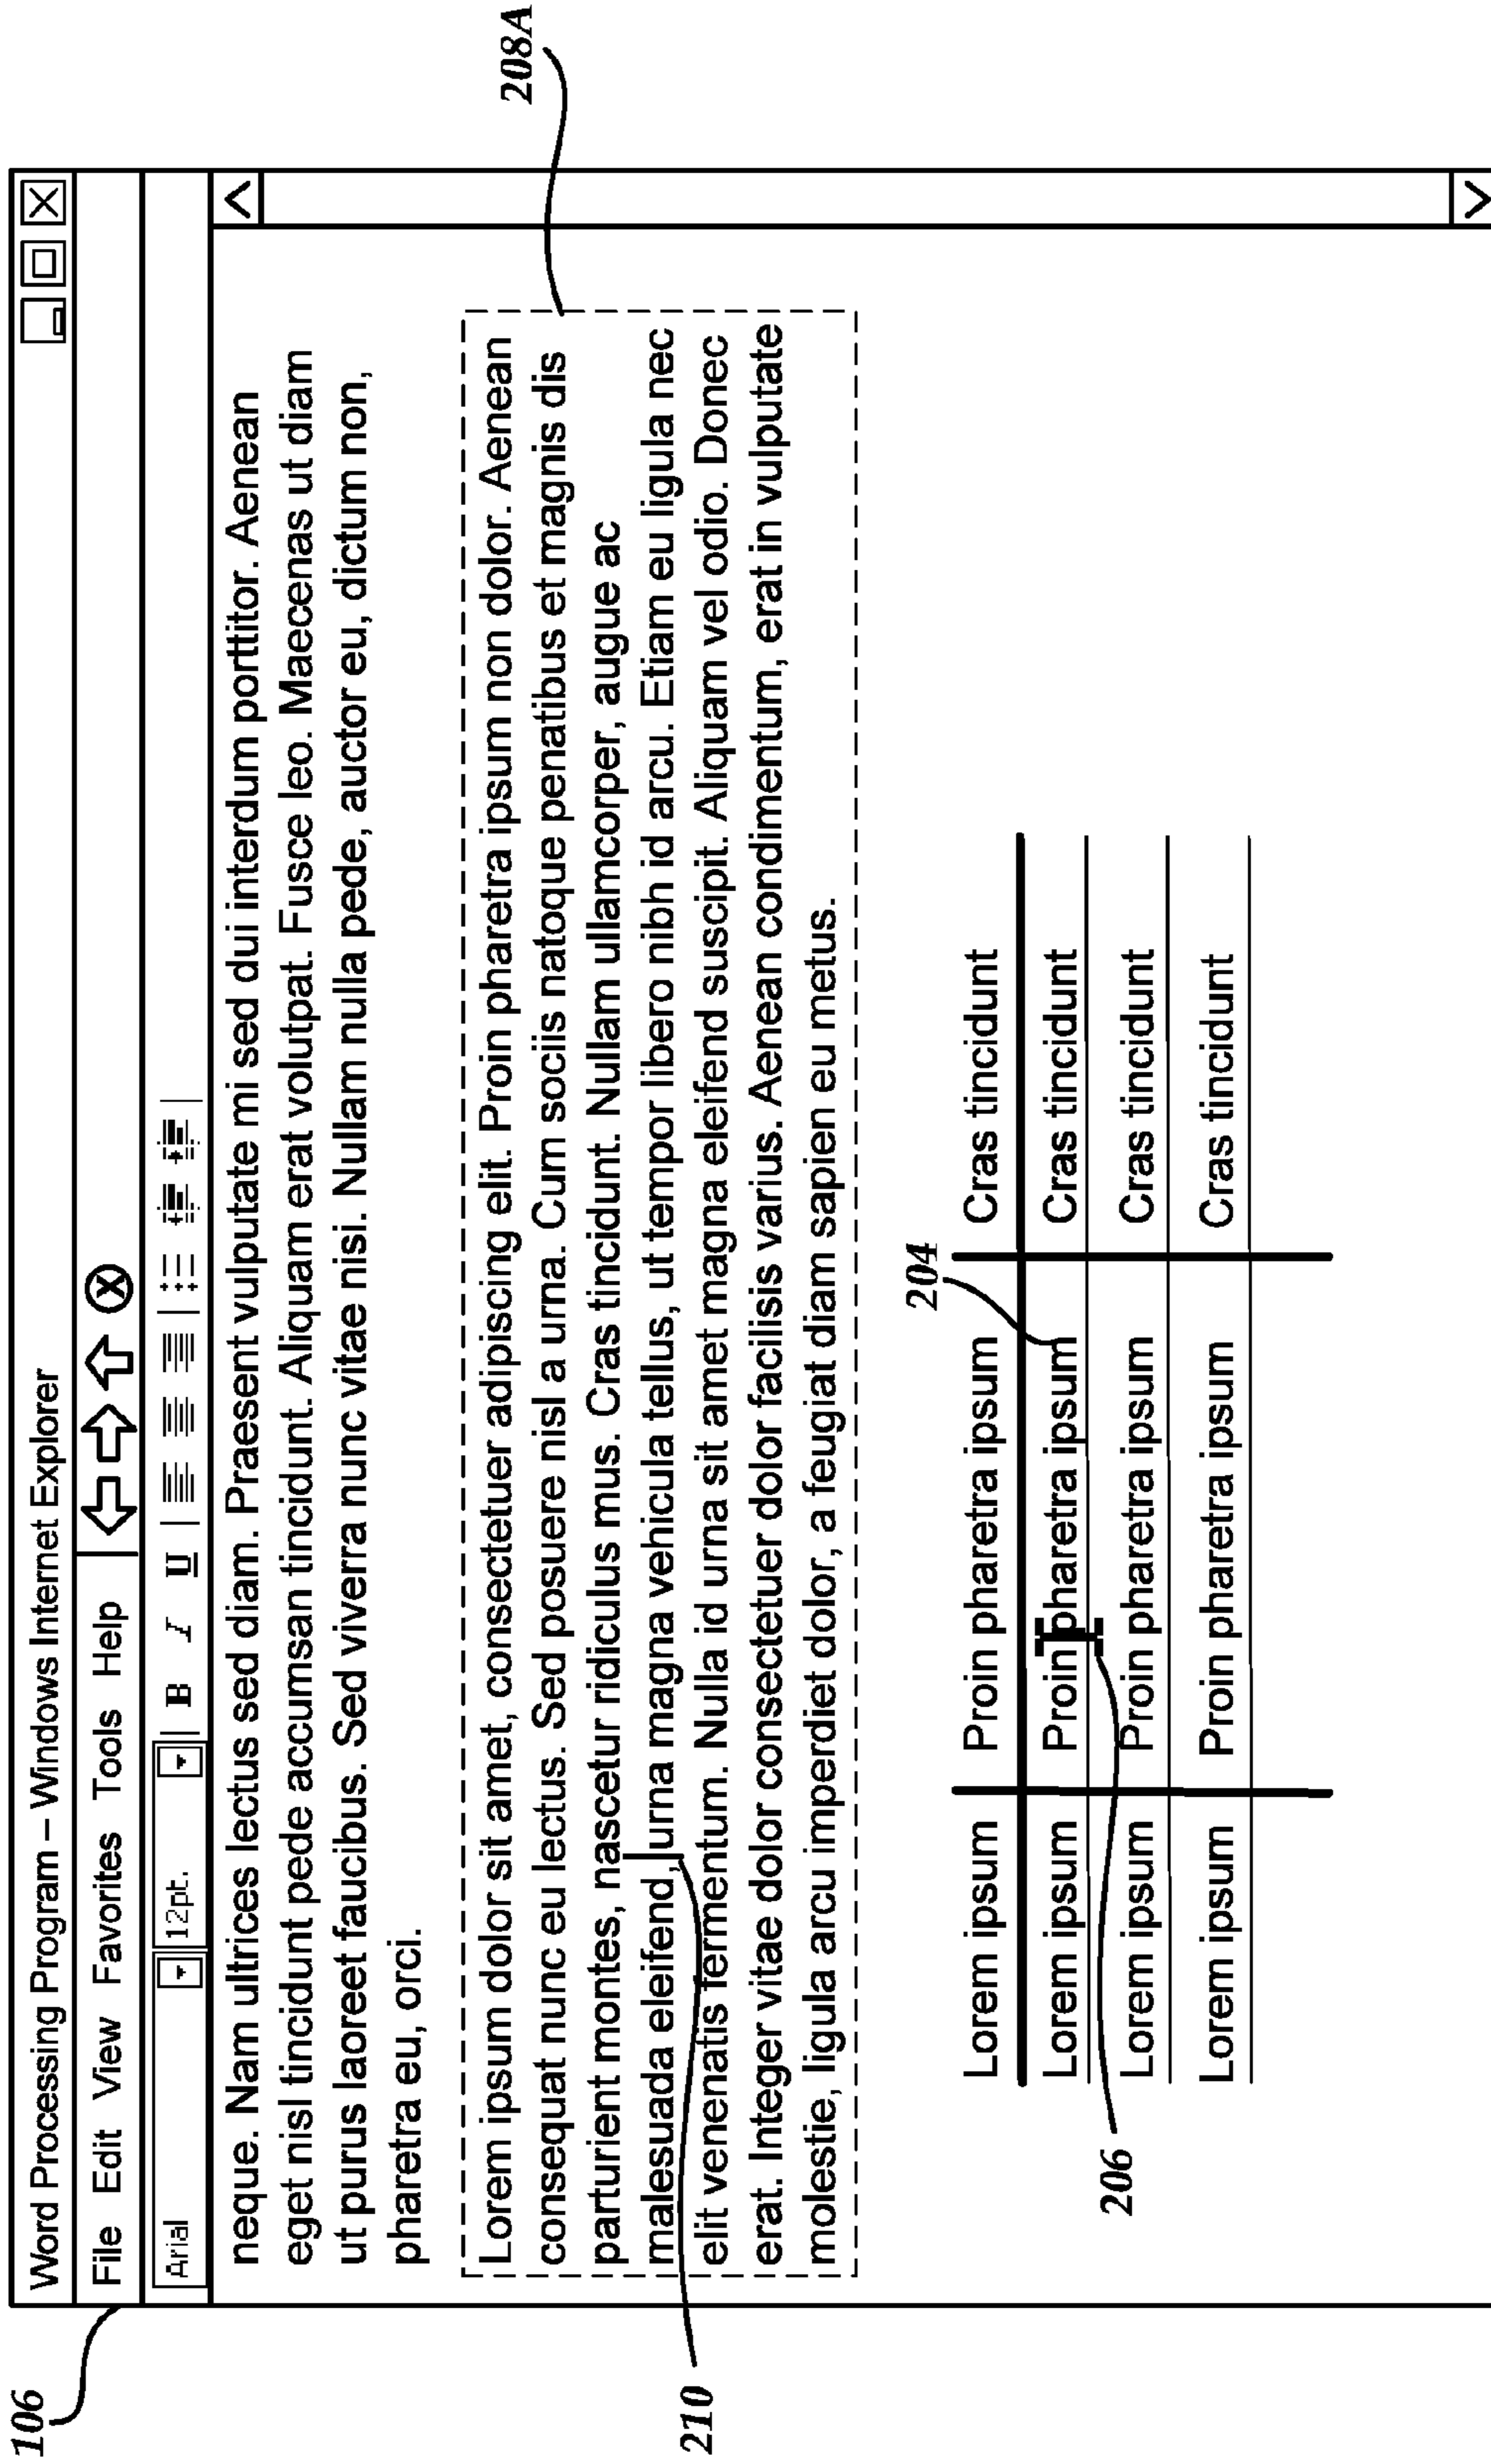 106
Word Processing Program – Windows Internet Explorer
File Edit View Favorites Tools Help
Arial 12pt. B I U
neque. Nam ultrices lectus sed diam. Praesent vulputate mi sed dui interdum porttitor. Aenean
eget nisl tincidunt pede accumsan tincidunt. Aliquam erat volutpat. Fusce leo. Maecenas ut diam
ut purus laoreet faucibus. Sed viverra nunc vitae nisi. Nullam nulla pede, auctor eu, dictum non,
pharetra eu, orci.
208A
Lorem ipsum dolor sit amet, consectetuer adipiscing elit. Proin pharetra ipsum non dolor. Aenean
consequat nunc eu lectus. Sed posuere nisl a urna. Cum sociis natoque penatibus et magnis dis
parturient montes, nascetur ridiculus mus. Cras tincidunt. Nullam ullamcorper, augue ac
malesuada eleifend, urna magna vehicula tellus, ut tempor libero nibh id arcu. Etiam eu ligula nec
elit venenatis fermentum. Nulla id urna sit amet magna eleifend suscipit. Aliquam vel odio. Donec
erat. Integer vitae dolor consectetuer dolor facilisis varius. Aenean condimentum, erat in vulputate
molestie, ligula arcu imperdiet dolor, a feugiat diam sapien eu metus.
210
204
Lorem ipsum Proin pharetra ipsum Cras tincidunt
Lorem ipsum Proin pharetra ipsum Cras tincidunt
Lorem ipsum Proin pharetra ipsum Cras tincidunt
Lorem ipsum Proin pharetra ipsum Cras tincidunt
206